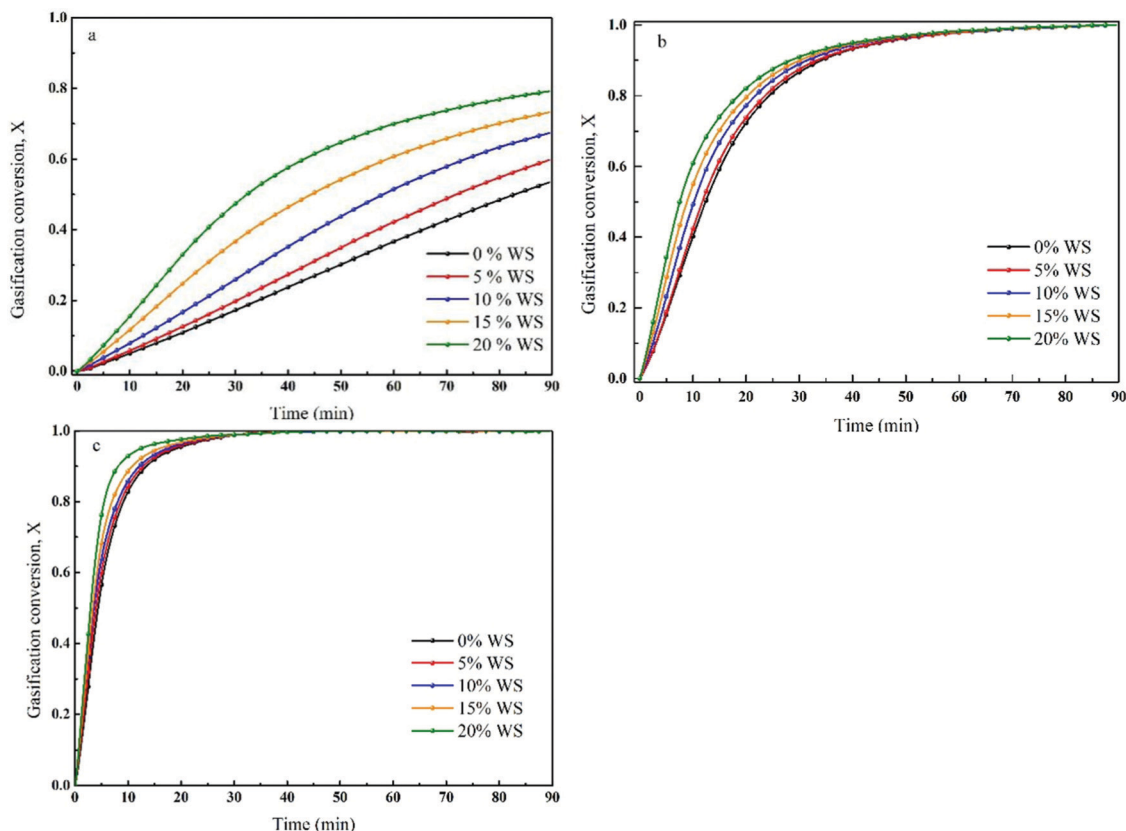 a
1.0
0.8
0.6
0.4
0.2
0.0
Gasification conversion, X
0 % WS
5 % WS
10 % WS
15 % WS
20 % WS
0 10 20 30 40 50 60 70 80 90
Time (min)
b
1.0
0.8
0.6
0.4
0.2
0.0
Gasification conversion, X
0% WS
5% WS
10% WS
15% WS
20% WS
0 10 20 30 40 50 60 70 80 90
Time (min)
c
1.0
0.8
0.6
0.4
0.2
0.0
Gasification conversion, X
0% WS
5% WS
10% WS
15% WS
20% WS
0 10 20 30 40 50 60 70 80 90
Time (min)